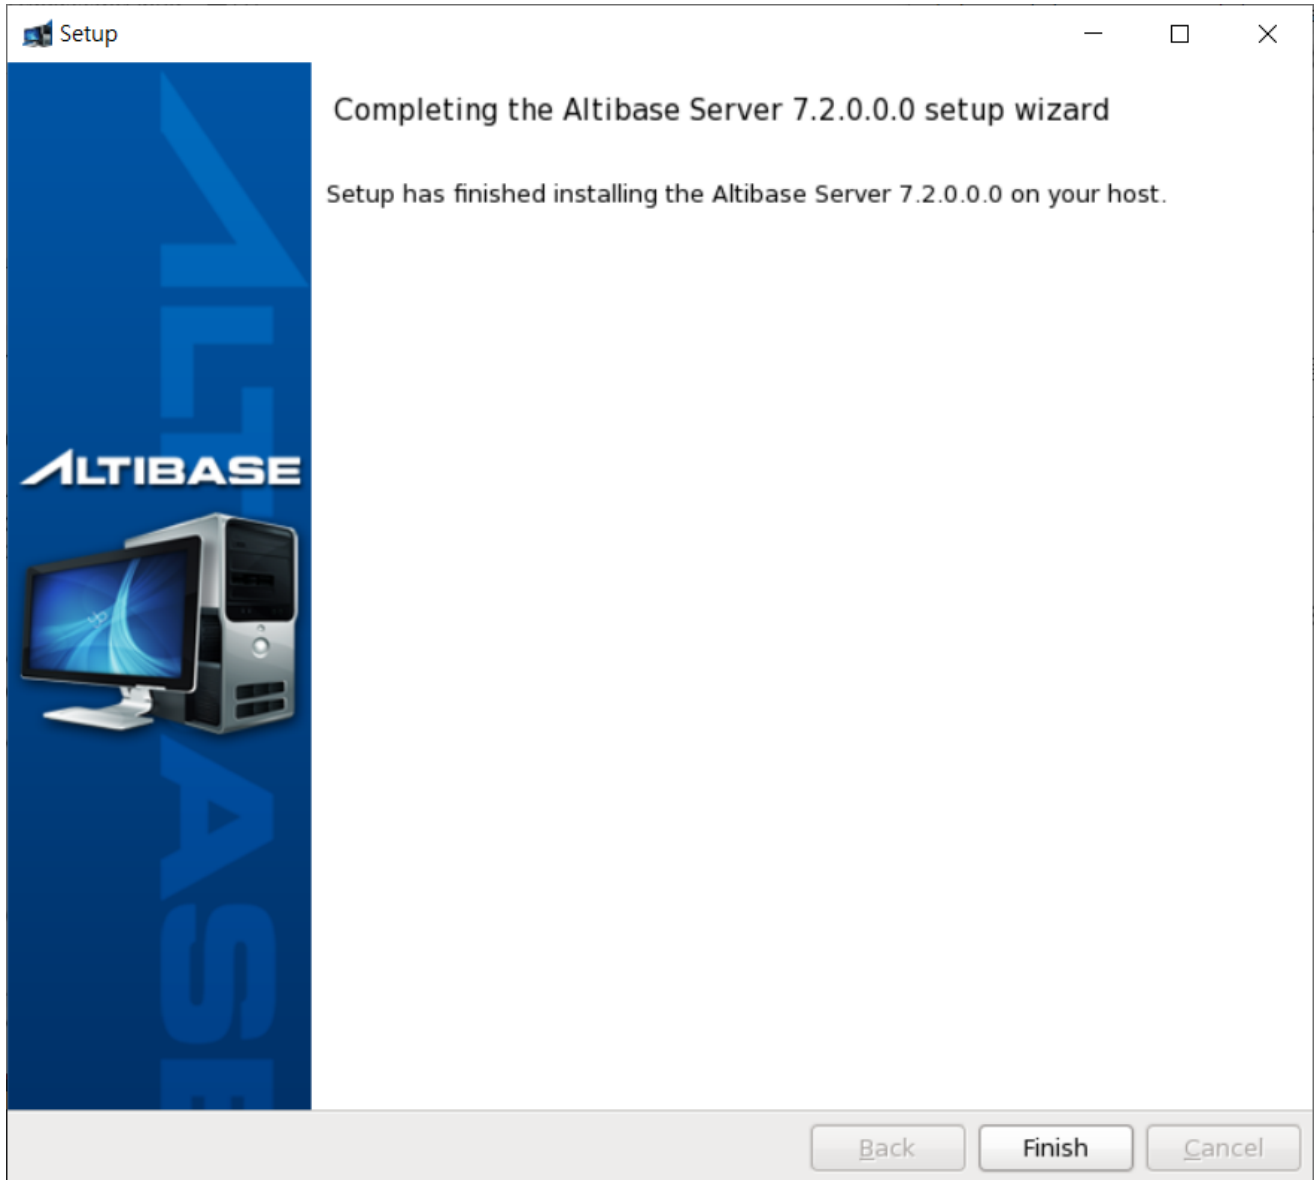 Setup
Completing the Altibase Server 7.2.0.0.0 setup wizard
Setup has finished installing the Altibase Server 7.2.0.0.0 on your host.
ALTIBASE
ALTIBASE
Back
Finish
Cancel